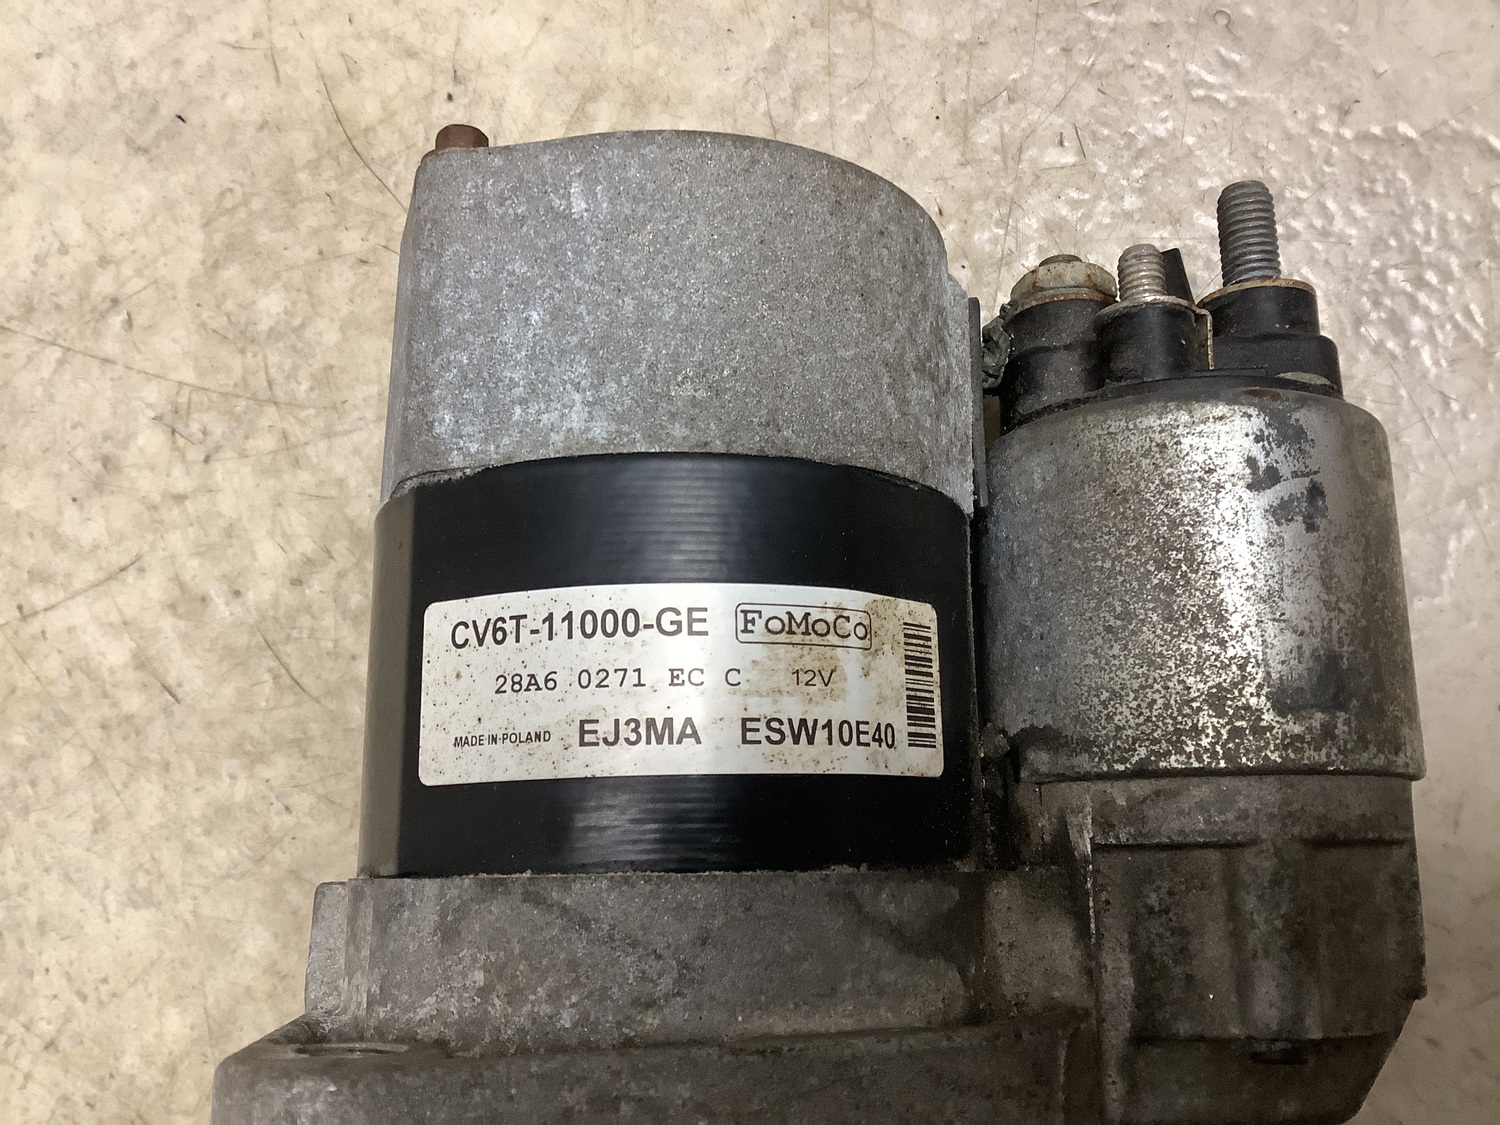 CV6T-11000-GE FoMoCo
28A6 0271 EC C 12V
MADE IN POLAND EJ3MA ESW10E40